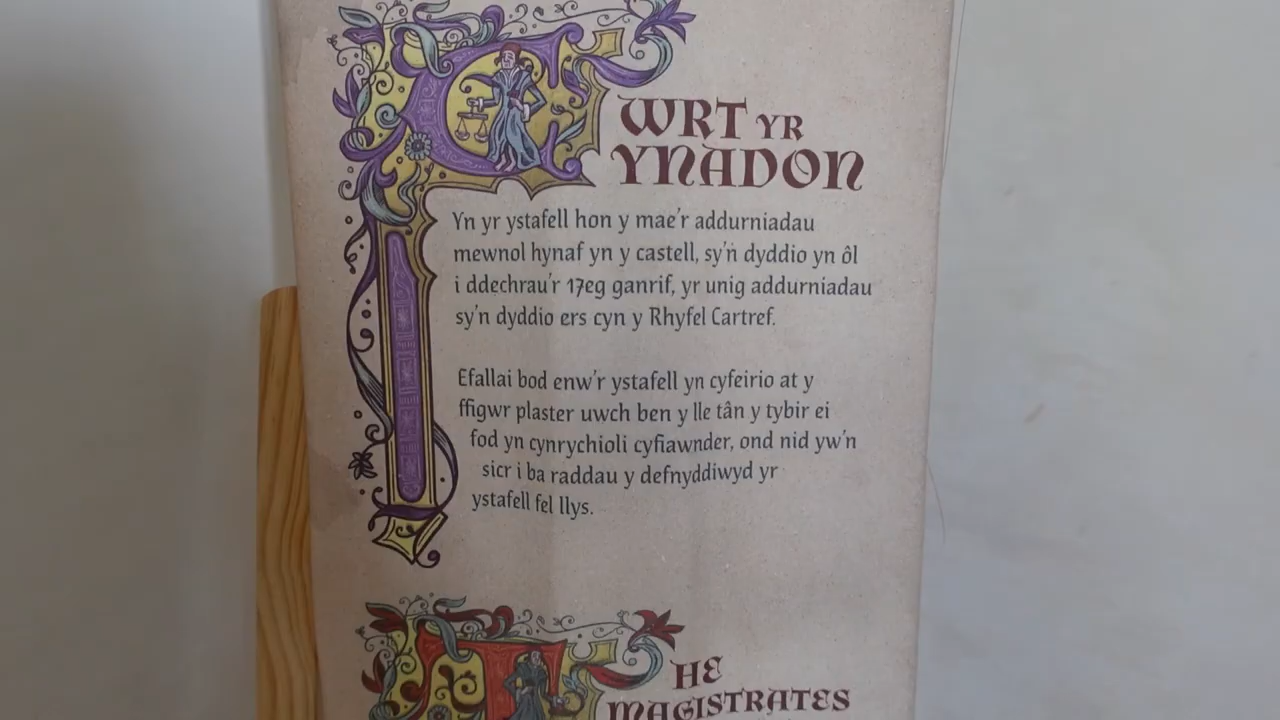 CWRT YR
YNADON
Yn yr ystafell hon y mae'r addurniadau
mewnol hynaf yn y castell, sy'n dyddio yn ôl
i ddechrau'r 17eg ganrif, yr unig addurniadau
sy'n dyddio ers cyn y Rhyfel Cartref.
Efallai bod enw'r ystafell yn cyfeirio at y
ffigwr plaster uwch ben y lle tân y tybir ei
fod yn cynrychioli cyfiawnder, ond nid yw'n
sicr i ba raddau y defnyddiwyd yr
ystafell fel llys.
THE
MAGISTRATES